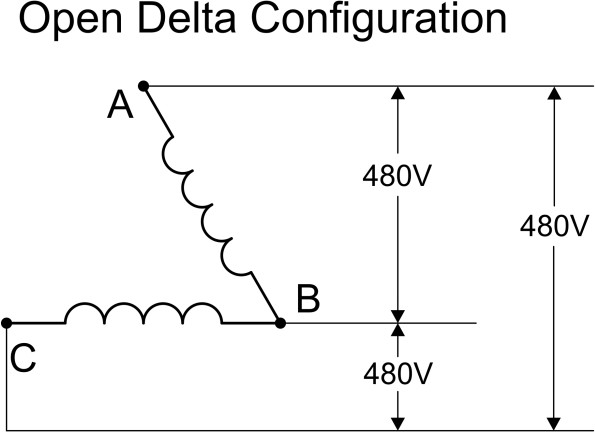 Open Delta Configuration
A
480V
480V
B
C
480V